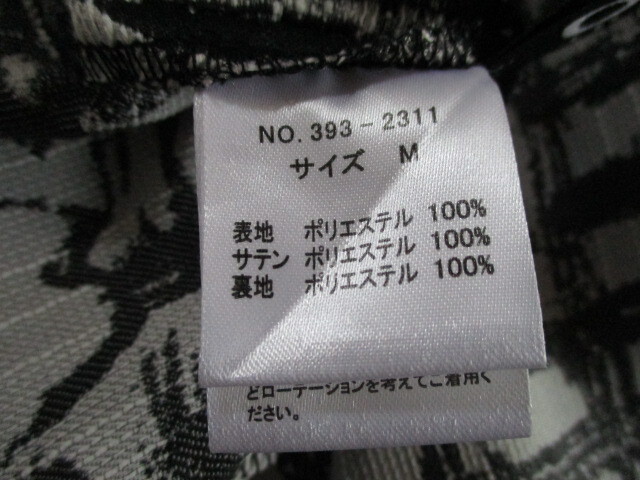 NO. 393-2311
サイズ M
表地 ポリエステル 100%
サテン ポリエステル 100%
裏地 ポリエステル 100%
どローテーションを考えてご着用く
ださい。